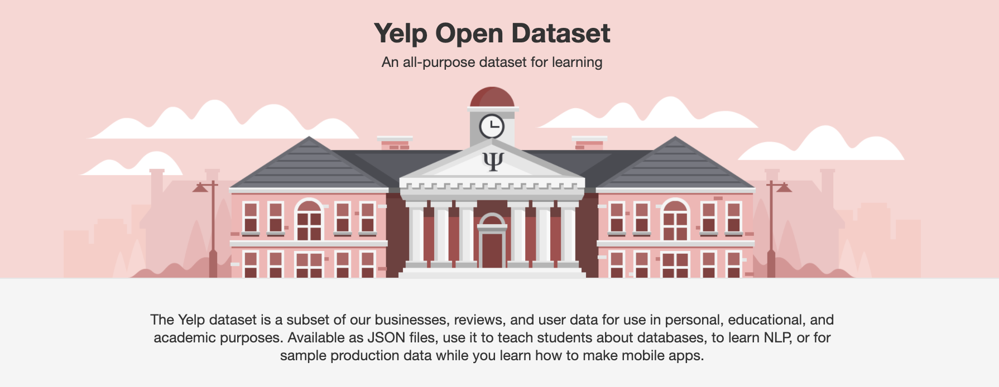 Yelp Open Dataset
An all-purpose dataset for learning
Ψ
The Yelp dataset is a subset of our businesses, reviews, and user data for use in personal, educational, and
academic purposes. Available as JSON files, use it to teach students about databases, to learn NLP, or for
sample production data while you learn how to make mobile apps.